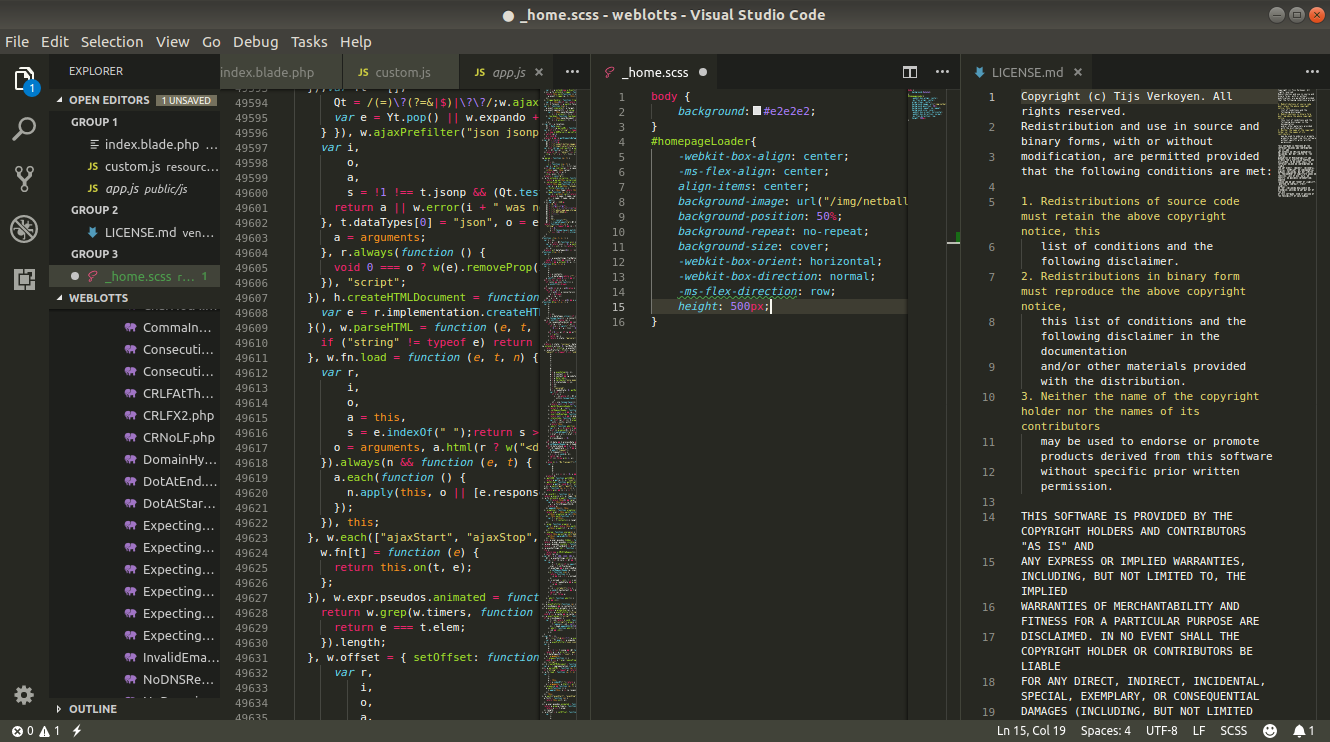 _home.scss - weblotts - Visual Studio Code
File Edit Selection View Go Debug Tasks Help
1
EXPLORER
OPEN EDITORS 1 UNSAVED
GROUP 1
index.blade.php ...
JS custom.js resourc...
JS app.js public/js
GROUP 2
LICENSE.md ven...
GROUP 3
_home.scss r... 1
WEBLOTTS
CommaIn...
Consecuti...
Consecuti...
CRLFAtTh...
CRLFX2.php
CRNoLF.php
DomainHy...
DotAtEnd....
DotAtStar...
Expecting...
Expecting...
Expecting...
Expecting...
Expecting...
Expecting...
InvalidEma...
NoDNSRe...
OUTLINE
index.blade.php JS custom.js JS app.js ...
49594 Qt = /(=)\?(?=&|$)|\?\?/;w.ajax
49595 var e = Yt.pop() || w.expando +
49596 } }), w.ajaxPrefilter("json jsonp
49597 var i,
49598 o,
49599 a,
49600 s = !1 !== t.jsonp && (Qt.tes
49601 return a || w.error(i + " was n
49602 }, t.dataTypes[0] = "json", o = e
49603 a = arguments;
49604 }, r.always(function () {
49605 void 0 === o ? w(e).removeProp(
49606 }), "script";
49607 }), h.createHTMLDocument = function
49608 var e = r.implementation.createHT
49609 }(), w.parseHTML = function (e, t,
49610 if ("string" != typeof e) return
49611 }, w.fn.load = function (e, t, n) {
49612 var r,
49613 i,
49614 o,
49615 a = this,
49616 s = e.indexOf(" ");return s >
49617 o = arguments, a.html(r ? w("<d
49618 }).always(n && function (e, t) {
49619 a.each(function () {
49620 n.apply(this, o || [e.respons
49621 });
49622 }), this;
49623 }, w.each(["ajaxStart", "ajaxStop",
49624 w.fn[t] = function (e) {
49625 return this.on(t, e);
49626 };
49627 }), w.expr.pseudos.animated = funct
49628 return w.grep(w.timers, function
49629 return e === t.elem;
49630 }).length;
49631 }, w.offset = { setOffset: function
49632 var r,
49633 i,
49634 o,
49635 a,
_home.scss ...
1 body {
2 background: #e2e2e2;
3 }
4 #homepageLoader{
5 -webkit-box-align: center;
6 -ms-flex-align: center;
7 align-items: center;
8 background-image: url("/img/netball
9 background-position: 50%;
10 background-repeat: no-repeat;
11 background-size: cover;
12 -webkit-box-orient: horizontal;
13 -webkit-box-direction: normal;
14 -ms-flex-direction: row;
15 height: 500px;
16 }
LICENSE.md ...
1 Copyright (c) Tijs Verkoyen. All
rights reserved.
2 Redistribution and use in source and
binary forms, with or without
3 modification, are permitted provided
that the following conditions are met:
4
5 1. Redistributions of source code
must retain the above copyright
notice, this
6 list of conditions and the
following disclaimer.
7 2. Redistributions in binary form
must reproduce the above copyright
notice,
8 this list of conditions and the
following disclaimer in the
documentation
9 and/or other materials provided
with the distribution.
10 3. Neither the name of the copyright
holder nor the names of its
contributors
11 may be used to endorse or promote
products derived from this software
12 without specific prior written
permission.
13
14 THIS SOFTWARE IS PROVIDED BY THE
COPYRIGHT HOLDERS AND CONTRIBUTORS
"AS IS" AND
15 ANY EXPRESS OR IMPLIED WARRANTIES,
INCLUDING, BUT NOT LIMITED TO, THE
IMPLIED
16 WARRANTIES OF MERCHANTABILITY AND
FITNESS FOR A PARTICULAR PURPOSE ARE
17 DISCLAIMED. IN NO EVENT SHALL THE
COPYRIGHT HOLDER OR CONTRIBUTORS BE
LIABLE
18 FOR ANY DIRECT, INDIRECT, INCIDENTAL,
SPECIAL, EXEMPLARY, OR CONSEQUENTIAL
19 DAMAGES (INCLUDING, BUT NOT LIMITED
0 1 Ln 15, Col 19 Spaces: 4 UTF-8 LF SCSS 1